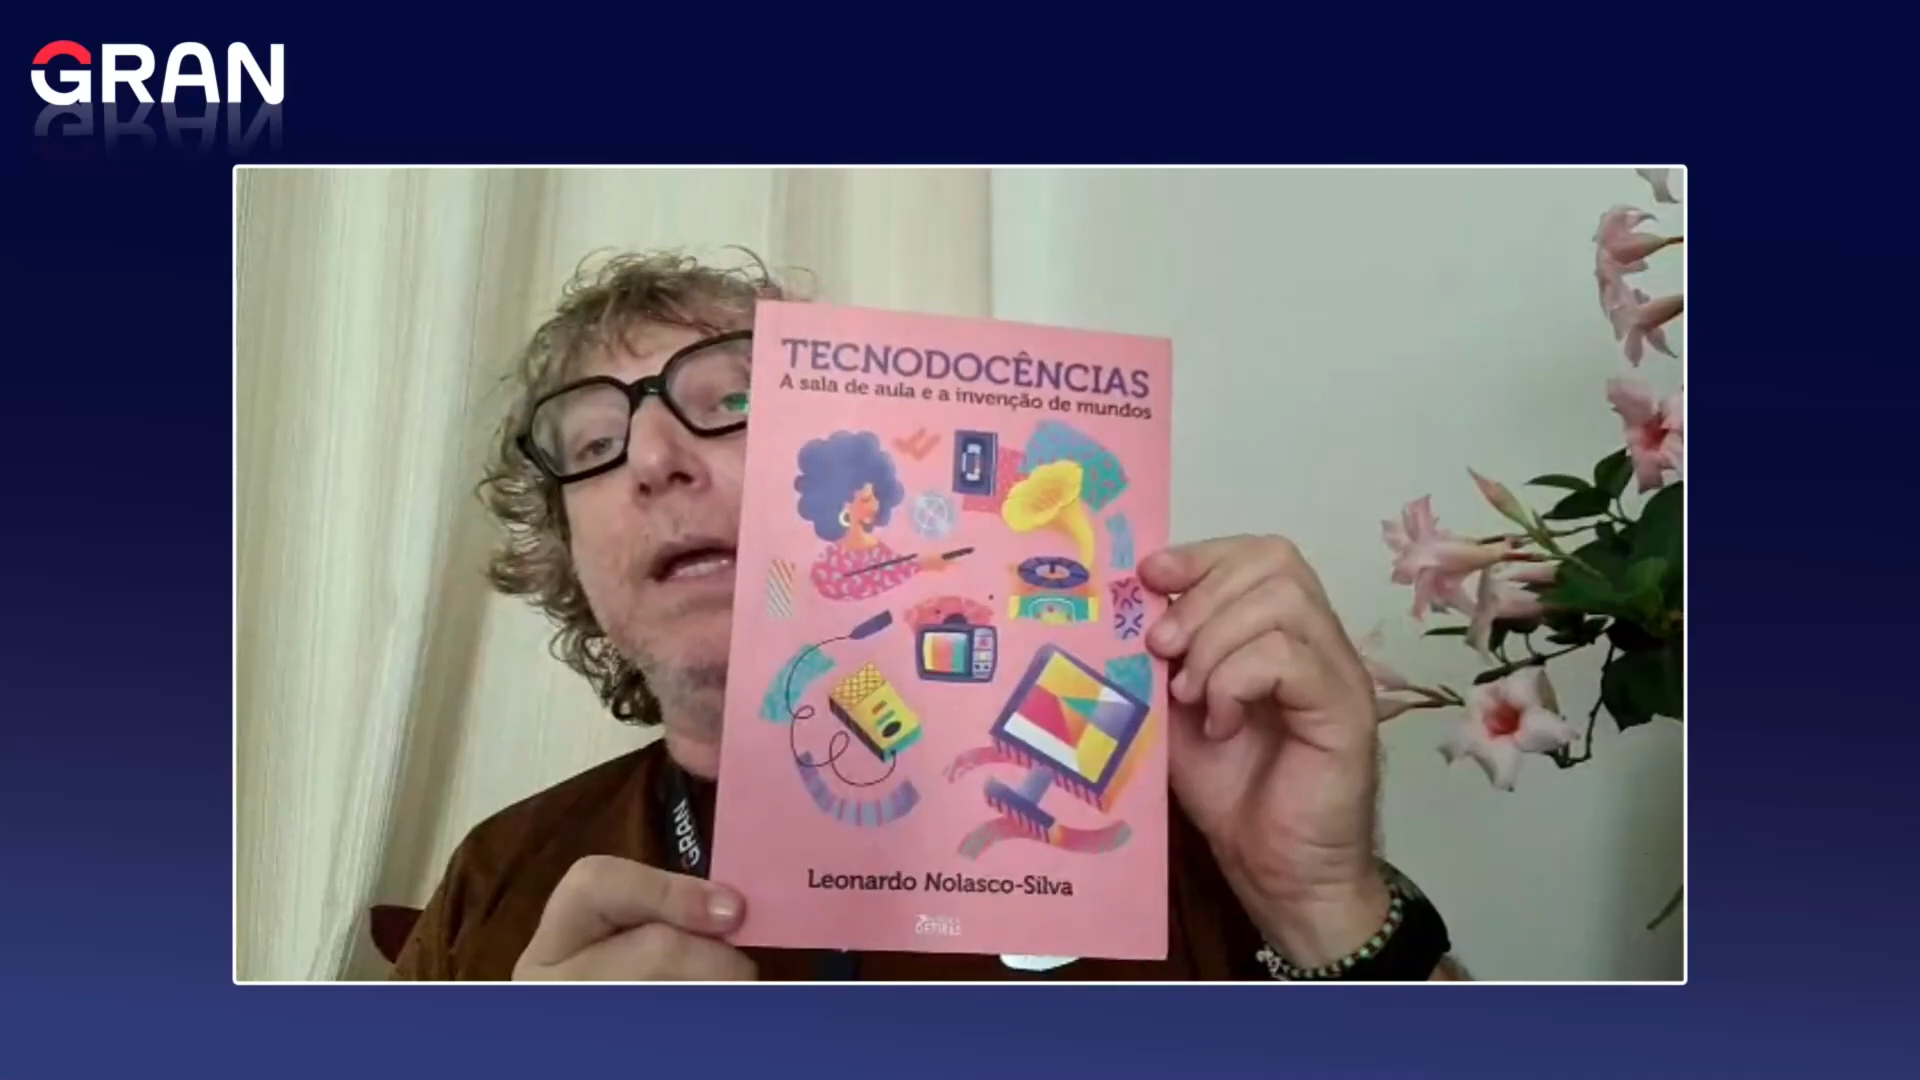 GRAN
TECNODOCÊNCIAS
A sala de aula e a invenção de mundos
GRAN
Leonardo Nolasco-Silva